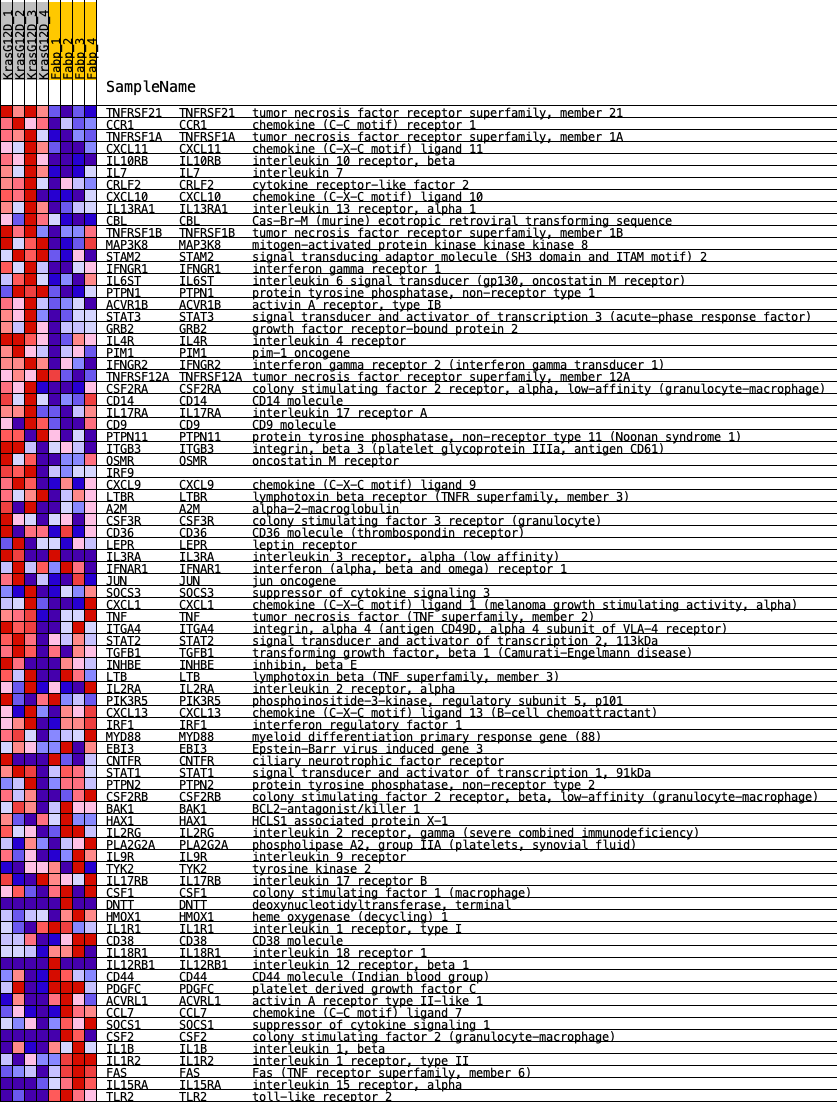 KrasG12D_1
KrasG12D_2
KrasG12D_3
KrasG12D_4
Fabp_1
Fabp_2
Fabp_3
Fabp_4
SampleName
TNFRSF21 TNFRSF21 tumor necrosis factor receptor superfamily, member 21
CCR1 CCR1 chemokine (C-C motif) receptor 1
TNFRSF1A TNFRSF1A tumor necrosis factor receptor superfamily, member 1A
CXCL11 CXCL11 chemokine (C-X-C motif) ligand 11
IL10RB IL10RB interleukin 10 receptor, beta
IL7 IL7 interleukin 7
CRLF2 CRLF2 cytokine receptor-like factor 2
CXCL10 CXCL10 chemokine (C-X-C motif) ligand 10
IL13RA1 IL13RA1 interleukin 13 receptor, alpha 1
CBL CBL Cas-Br-M (murine) ecotropic retroviral transforming sequence
TNFRSF1B TNFRSF1B tumor necrosis factor receptor superfamily, member 1B
MAP3K8 MAP3K8 mitogen-activated protein kinase kinase kinase 8
STAM2 STAM2 signal transducing adaptor molecule (SH3 domain and ITAM motif) 2
IFNGR1 IFNGR1 interferon gamma receptor 1
IL6ST IL6ST interleukin 6 signal transducer (gp130, oncostatin M receptor)
PTPN1 PTPN1 protein tyrosine phosphatase, non-receptor type 1
ACVR1B ACVR1B activin A receptor, type IB
STAT3 STAT3 signal transducer and activator of transcription 3 (acute-phase response factor)
GRB2 GRB2 growth factor receptor-bound protein 2
IL4R IL4R interleukin 4 receptor
PIM1 PIM1 pim-1 oncogene
IFNGR2 IFNGR2 interferon gamma receptor 2 (interferon gamma transducer 1)
TNFRSF12A TNFRSF12A tumor necrosis factor receptor superfamily, member 12A
CSF2RA CSF2RA colony stimulating factor 2 receptor, alpha, low-affinity (granulocyte-macrophage)
CD14 CD14 CD14 molecule
IL17RA IL17RA interleukin 17 receptor A
CD9 CD9 CD9 molecule
PTPN11 PTPN11 protein tyrosine phosphatase, non-receptor type 11 (Noonan syndrome 1)
ITGB3 ITGB3 integrin, beta 3 (platelet glycoprotein IIIa, antigen CD61)
OSMR OSMR oncostatin M receptor
IRF9
CXCL9 CXCL9 chemokine (C-X-C motif) ligand 9
LTBR LTBR lymphotoxin beta receptor (TNFR superfamily, member 3)
A2M A2M alpha-2-macroglobulin
CSF3R CSF3R colony stimulating factor 3 receptor (granulocyte)
CD36 CD36 CD36 molecule (thrombospondin receptor)
LEPR LEPR leptin receptor
IL3RA IL3RA interleukin 3 receptor, alpha (low affinity)
IFNAR1 IFNAR1 interferon (alpha, beta and omega) receptor 1
JUN JUN jun oncogene
SOCS3 SOCS3 suppressor of cytokine signaling 3
CXCL1 CXCL1 chemokine (C-X-C motif) ligand 1 (melanoma growth stimulating activity, alpha)
TNF TNF tumor necrosis factor (TNF superfamily, member 2)
ITGA4 ITGA4 integrin, alpha 4 (antigen CD49D, alpha 4 subunit of VLA-4 receptor)
STAT2 STAT2 signal transducer and activator of transcription 2, 113kDa
TGFB1 TGFB1 transforming growth factor, beta 1 (Camurati-Engelmann disease)
INHBE INHBE inhibin, beta E
LTB LTB lymphotoxin beta (TNF superfamily, member 3)
IL2RA IL2RA interleukin 2 receptor, alpha
PIK3R5 PIK3R5 phosphoinositide-3-kinase, regulatory subunit 5, p101
CXCL13 CXCL13 chemokine (C-X-C motif) ligand 13 (B-cell chemoattractant)
IRF1 IRF1 interferon regulatory factor 1
MYD88 MYD88 myeloid differentiation primary response gene (88)
EBI3 EBI3 Epstein-Barr virus induced gene 3
CNTFR CNTFR ciliary neurotrophic factor receptor
STAT1 STAT1 signal transducer and activator of transcription 1, 91kDa
PTPN2 PTPN2 protein tyrosine phosphatase, non-receptor type 2
CSF2RB CSF2RB colony stimulating factor 2 receptor, beta, low-affinity (granulocyte-macrophage)
BAK1 BAK1 BCL2-antagonist/killer 1
HAX1 HAX1 HCLS1 associated protein X-1
IL2RG IL2RG interleukin 2 receptor, gamma (severe combined immunodeficiency)
PLA2G2A PLA2G2A phospholipase A2, group IIA (platelets, synovial fluid)
IL9R IL9R interleukin 9 receptor
TYK2 TYK2 tyrosine kinase 2
IL17RB IL17RB interleukin 17 receptor B
CSF1 CSF1 colony stimulating factor 1 (macrophage)
DNTT DNTT deoxynucleotidyltransferase, terminal
HMOX1 HMOX1 heme oxygenase (decycling) 1
IL1R1 IL1R1 interleukin 1 receptor, type I
CD38 CD38 CD38 molecule
IL18R1 IL18R1 interleukin 18 receptor 1
IL12RB1 IL12RB1 interleukin 12 receptor, beta 1
CD44 CD44 CD44 molecule (Indian blood group)
PDGFC PDGFC platelet derived growth factor C
ACVRL1 ACVRL1 activin A receptor type II-like 1
CCL7 CCL7 chemokine (C-C motif) ligand 7
SOCS1 SOCS1 suppressor of cytokine signaling 1
CSF2 CSF2 colony stimulating factor 2 (granulocyte-macrophage)
IL1B IL1B interleukin 1, beta
IL1R2 IL1R2 interleukin 1 receptor, type II
FAS FAS Fas (TNF receptor superfamily, member 6)
IL15RA IL15RA interleukin 15 receptor, alpha
TLR2 TLR2 toll-like receptor 2